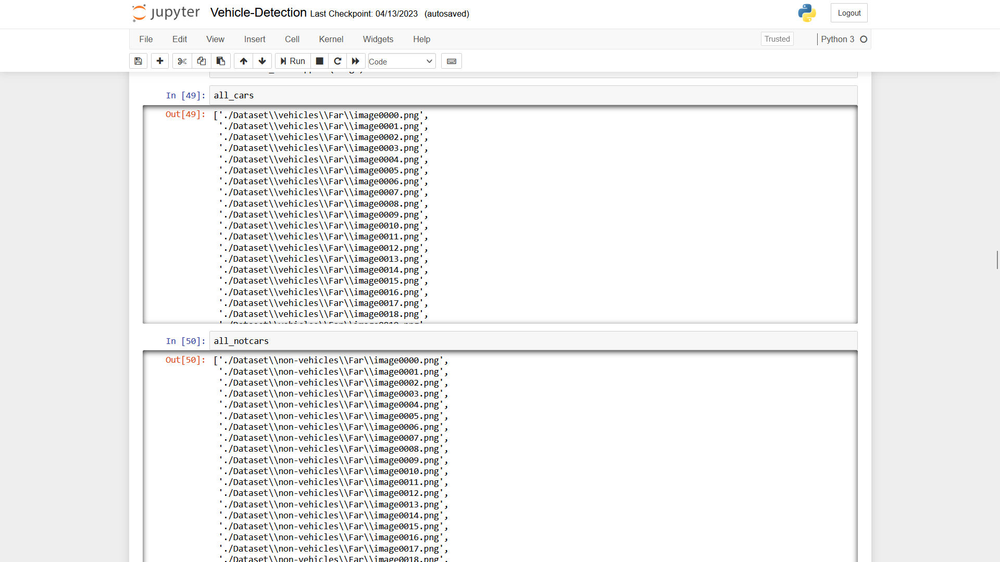 jupyter Vehicle-Detection Last Checkpoint: 04/13/2023 (autosaved) Logout
File Edit View Insert Cell Kernel Widgets Help Trusted Python 3
Run Code
In [49]: all_cars
Out[49]: ['./Dataset\\vehicles\\Far\\image0000.png',
'./Dataset\\vehicles\\Far\\image0001.png',
'./Dataset\\vehicles\\Far\\image0002.png',
'./Dataset\\vehicles\\Far\\image0003.png',
'./Dataset\\vehicles\\Far\\image0004.png',
'./Dataset\\vehicles\\Far\\image0005.png',
'./Dataset\\vehicles\\Far\\image0006.png',
'./Dataset\\vehicles\\Far\\image0007.png',
'./Dataset\\vehicles\\Far\\image0008.png',
'./Dataset\\vehicles\\Far\\image0009.png',
'./Dataset\\vehicles\\Far\\image0010.png',
'./Dataset\\vehicles\\Far\\image0011.png',
'./Dataset\\vehicles\\Far\\image0012.png',
'./Dataset\\vehicles\\Far\\image0013.png',
'./Dataset\\vehicles\\Far\\image0014.png',
'./Dataset\\vehicles\\Far\\image0015.png',
'./Dataset\\vehicles\\Far\\image0016.png',
'./Dataset\\vehicles\\Far\\image0017.png',
'./Dataset\\vehicles\\Far\\image0018.png',
In [50]: all_notcars
Out[50]: ['./Dataset\\non-vehicles\\Far\\image0000.png',
'./Dataset\\non-vehicles\\Far\\image0001.png',
'./Dataset\\non-vehicles\\Far\\image0002.png',
'./Dataset\\non-vehicles\\Far\\image0003.png',
'./Dataset\\non-vehicles\\Far\\image0004.png',
'./Dataset\\non-vehicles\\Far\\image0005.png',
'./Dataset\\non-vehicles\\Far\\image0006.png',
'./Dataset\\non-vehicles\\Far\\image0007.png',
'./Dataset\\non-vehicles\\Far\\image0008.png',
'./Dataset\\non-vehicles\\Far\\image0009.png',
'./Dataset\\non-vehicles\\Far\\image0010.png',
'./Dataset\\non-vehicles\\Far\\image0011.png',
'./Dataset\\non-vehicles\\Far\\image0012.png',
'./Dataset\\non-vehicles\\Far\\image0013.png',
'./Dataset\\non-vehicles\\Far\\image0014.png',
'./Dataset\\non-vehicles\\Far\\image0015.png',
'./Dataset\\non-vehicles\\Far\\image0016.png',
'./Dataset\\non-vehicles\\Far\\image0017.png',
'./Dataset\\non-vehicles\\Far\\image0018.png',